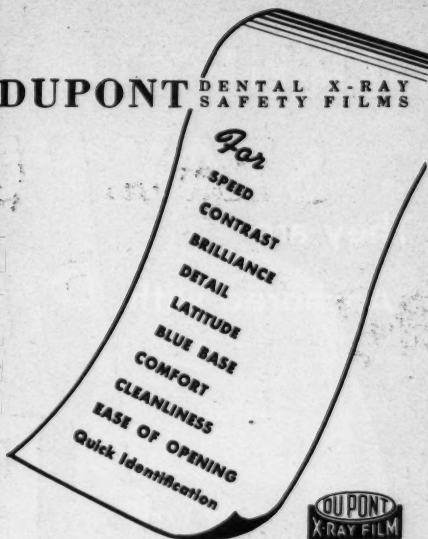 DUPONT DENTAL X-RAY
SAFETY FILMS
For
SPEED
CONTRAST
BRILLIANCE
DETAIL
LATITUDE
BLUE BASE
COMFORT
CLEANLINESS
EASE OF OPENING
Quick Identification
DU PONT
X-RAY FILM